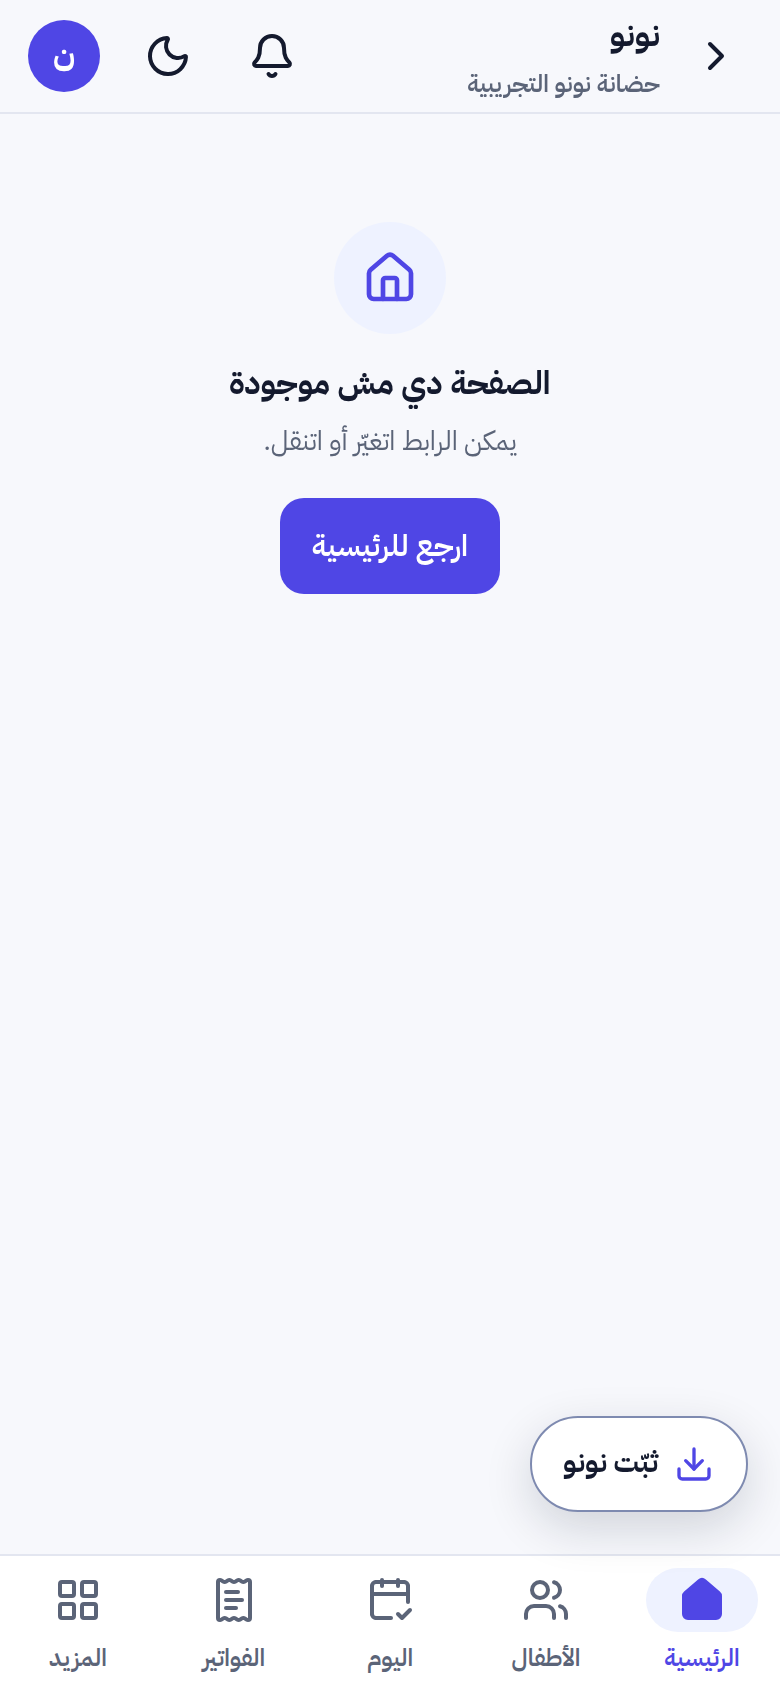 نونو
حضانة نونو التجريبية
ن
الصفحة دي مش موجودة
يمكن الرابط اتغيّر أو اتنقل.
ارجع للرئيسية
ثبّت نونو
الرئيسية
الأطفال
اليوم
الفواتير
المزيد